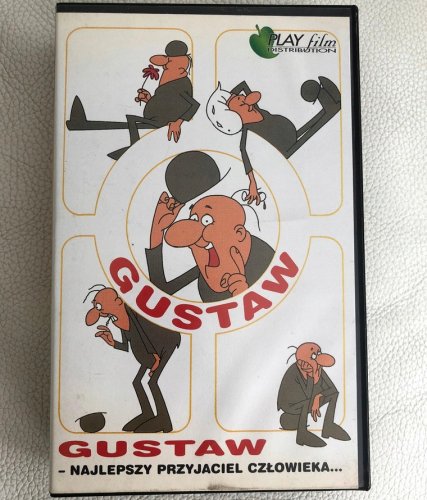 PLAY film
DISTRIBUTION
GUSTAW
GUSTAW
– NAJLEPSZY PRZYJACIEL CZŁOWIEKA...